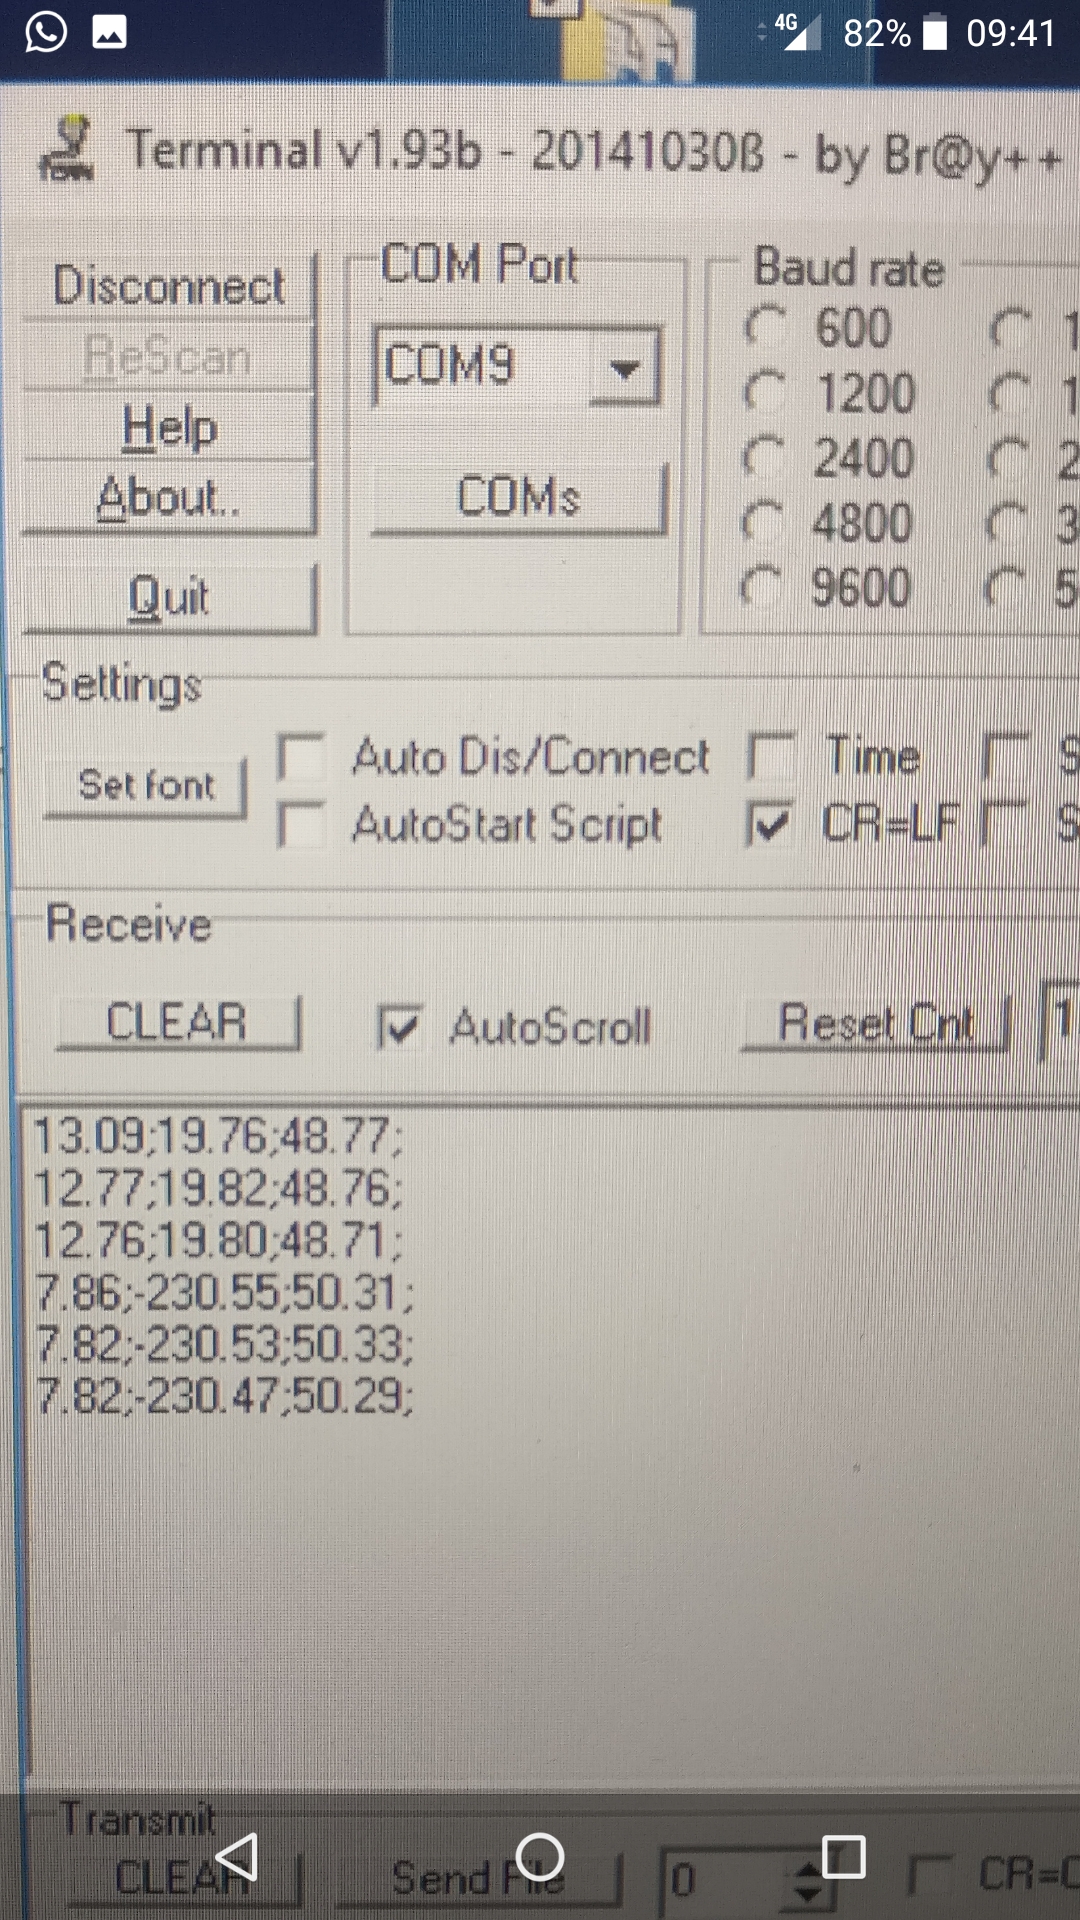 4G 82% 09:41
Terminal v1.93b - 20141030ß - by Br@y++
Disconnect
ReScan
Help
About..
Quit
COM Port
COM9
COMs
Baud rate
600 1
1200 1
2400 2
4800 3
9600 5
Settings
Set font
Auto Dis/Connect Time S
AutoStart Script CR=LF S
Receive
CLEAR AutoScroll Reset Cnt 1
13.09;19.76;48.77;
12.77;19.82;48.76;
12.76;19.80;48.71;
7.86;-230.55;50.31;
7.82;-230.53;50.33;
7.82;-230.47;50.29;
Transmit
CLEAR Send File 0 CR=C